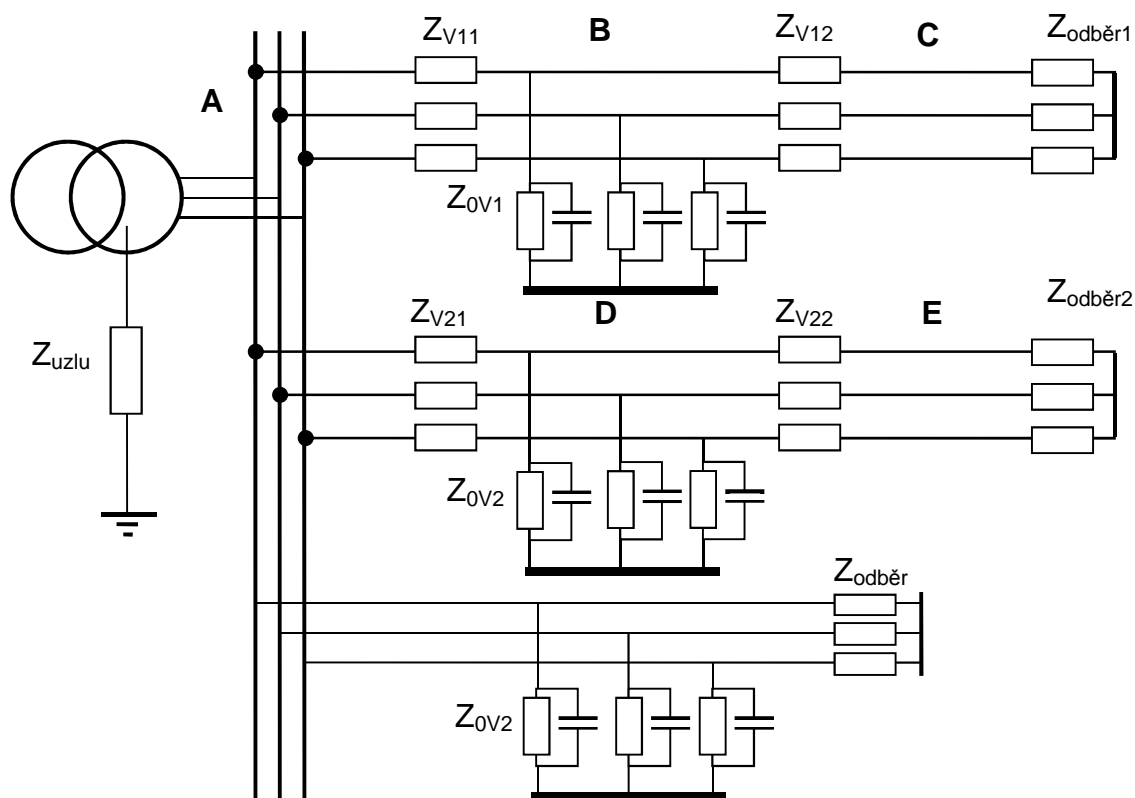 Z_V11
B
Z_V12
C
Z_odběr1
A
Z_0V1
Z_V21
D
Z_V22
E
Z_odběr2
Z_uzlu
Z_0V2
Z_odběr
Z_0V2